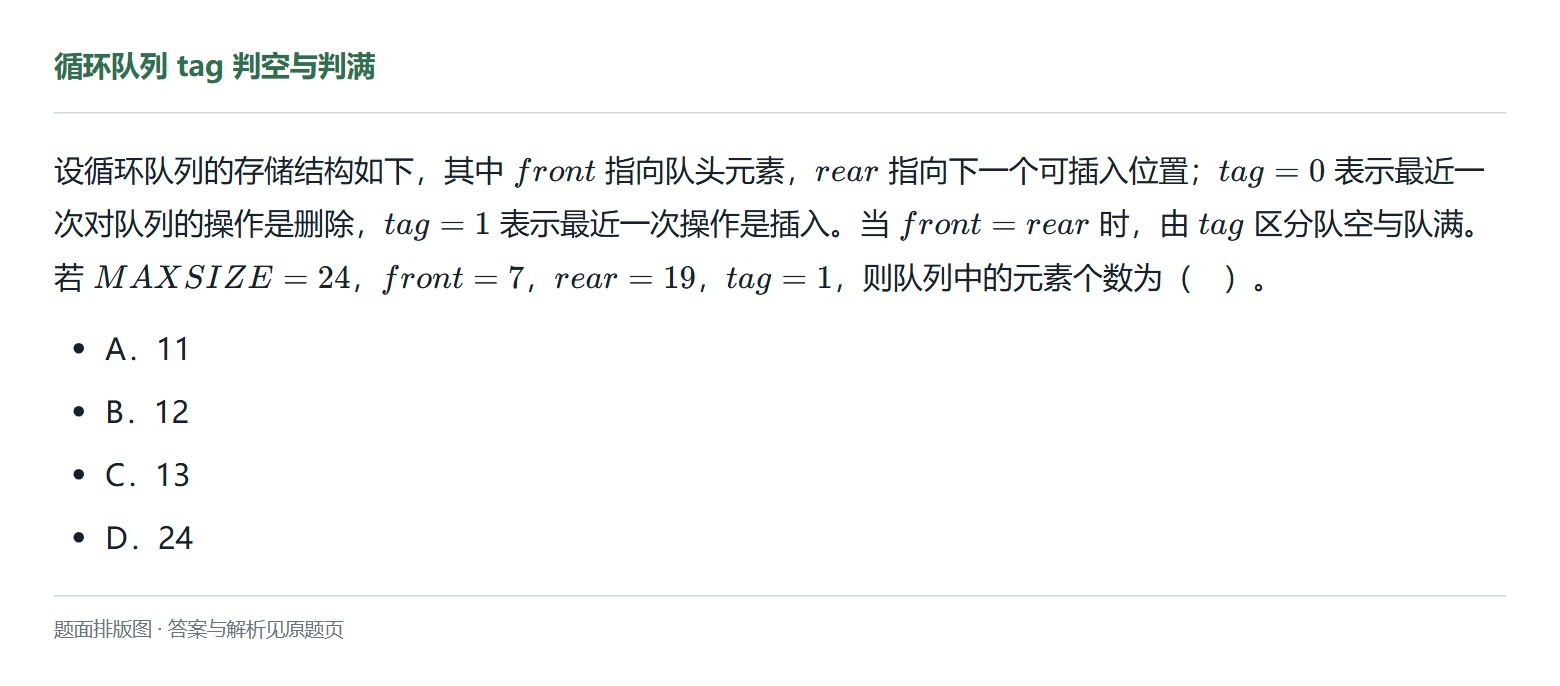 循环队列 tag 判空与判满
设循环队列的存储结构如下，其中 front 指向队头元素，rear 指向下一个可插入位置；tag = 0 表示最近一
次对队列的操作是删除，tag = 1 表示最近一次操作是插入。当 front = rear 时，由 tag 区分队空与队满。
若 MAXSIZE = 24，front = 7，rear = 19，tag = 1，则队列中的元素个数为（　）。
• A．11
• B．12
• C．13
• D．24
题面排版图 · 答案与解析见原题页